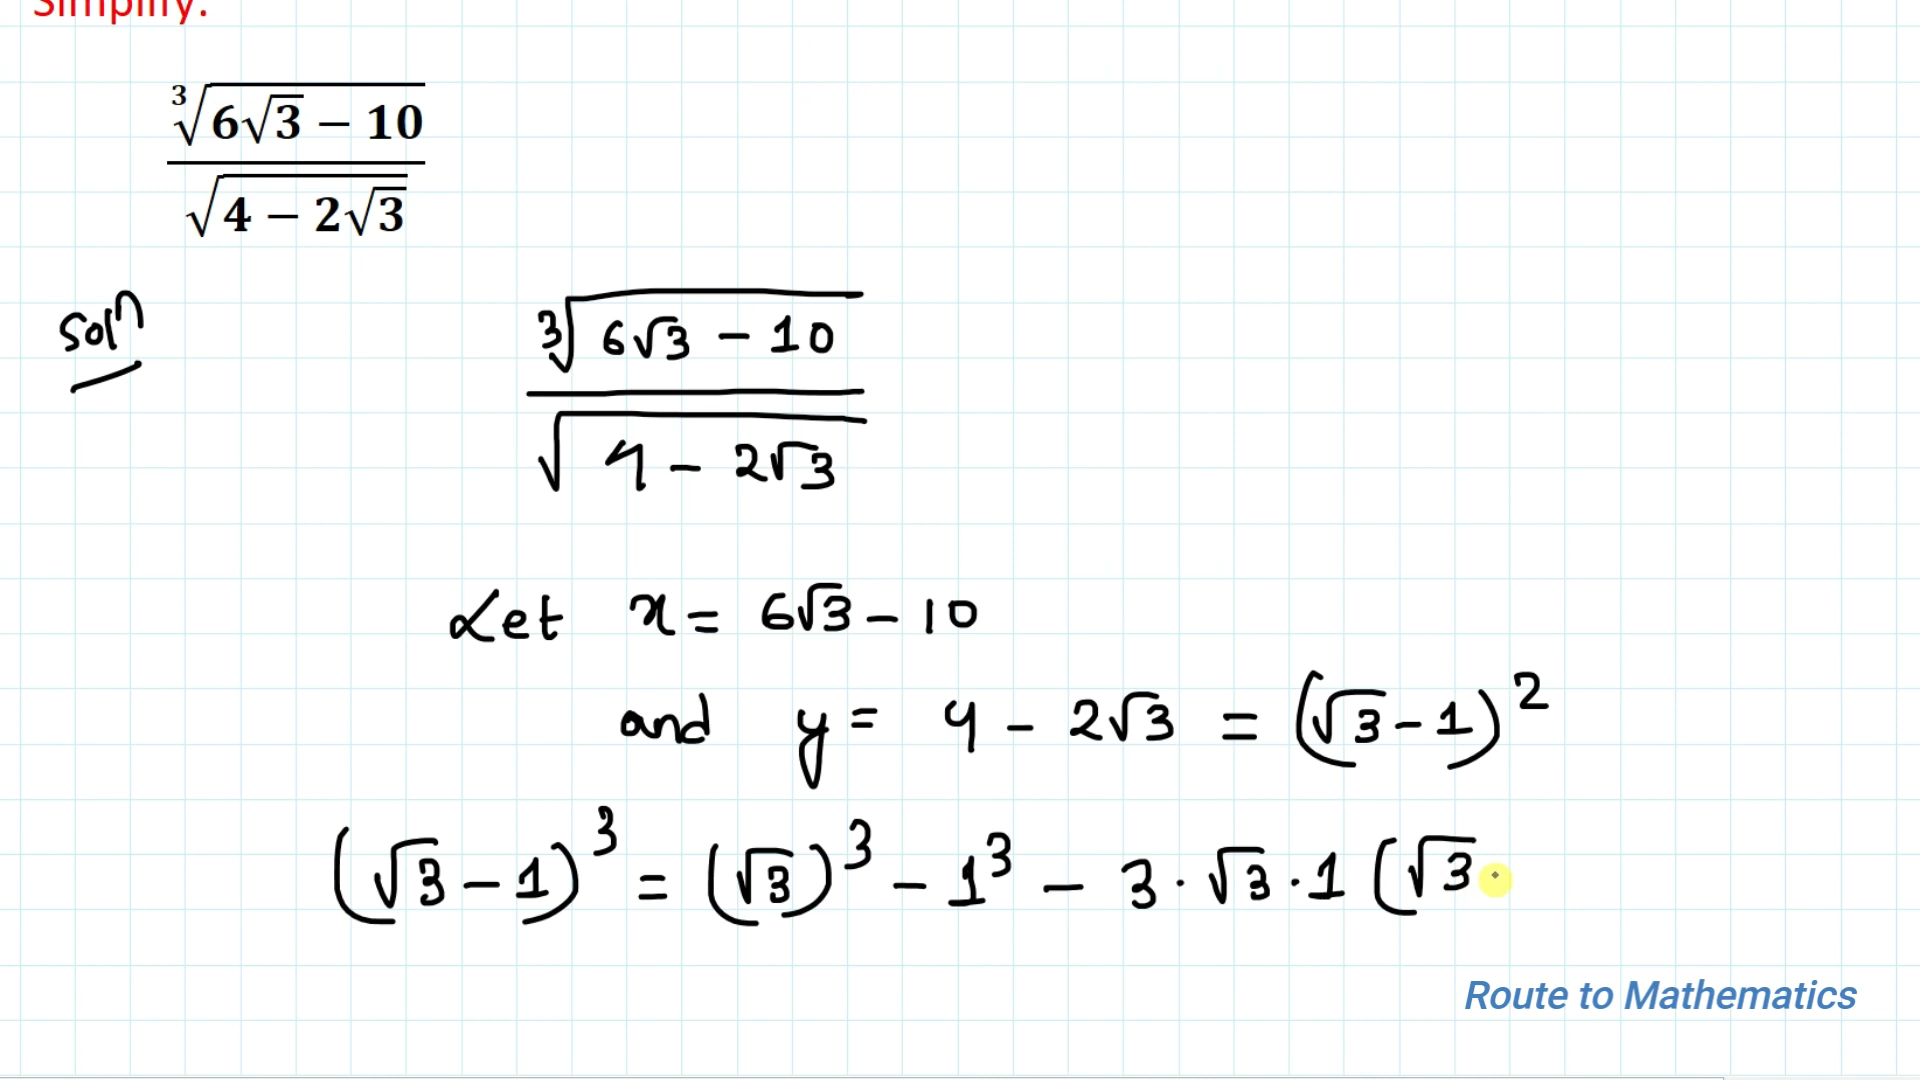 Simplify:
∛(6√3 − 10)
√(4 − 2√3)
Solⁿ
∛(6√3 − 10)
√(4 − 2√3)
Let x = 6√3 − 10
and y = 4 − 2√3 = (√3 − 1)²
(√3 − 1)³ = (√3)³ − 1³ − 3·√3·1 (√3
Route to Mathematics